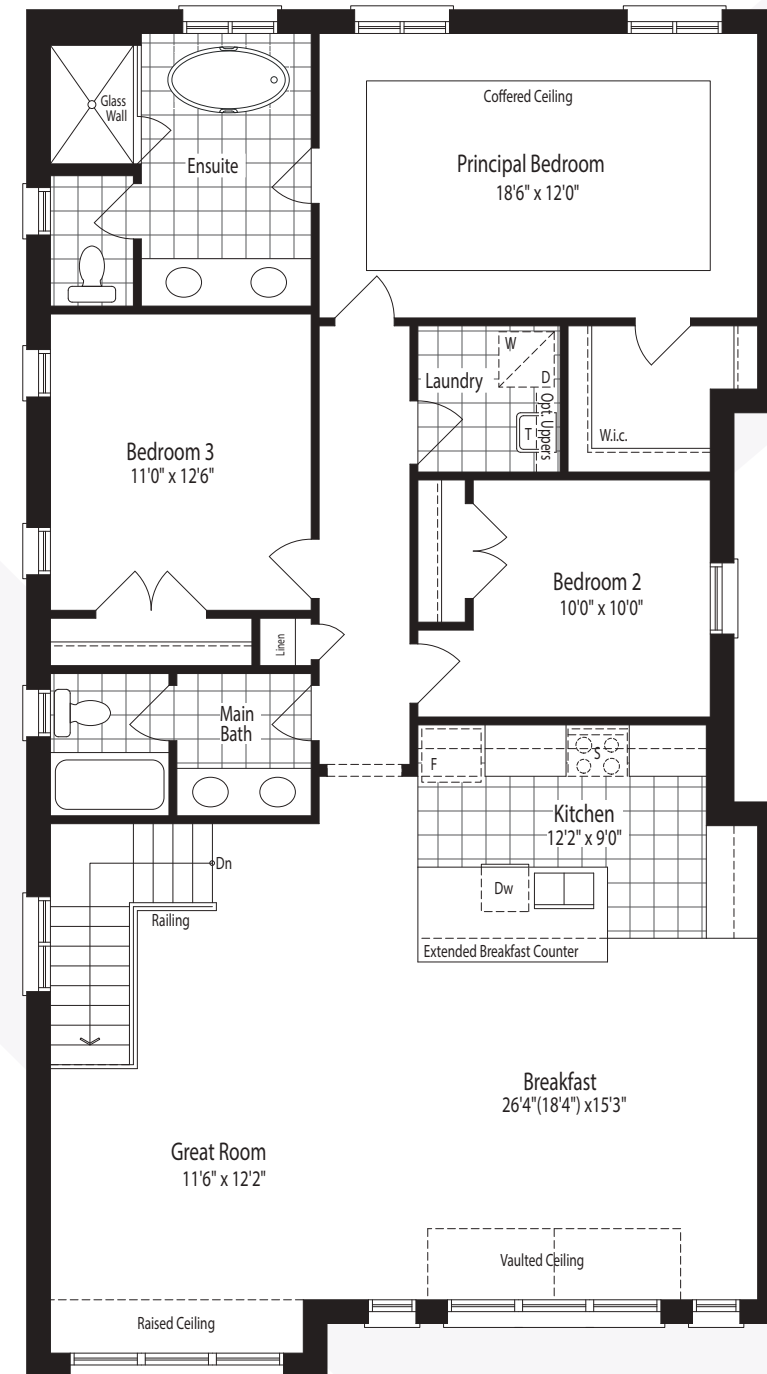 Glass
Wall
Ensuite
Coffered Ceiling
Principal Bedroom
18'6" x 12'0"
Bedroom 3
11'0" x 12'6"
Laundry
W
D
T
Opt. Uppers
W.i.c.
Bedroom 2
10'0" x 10'0"
Linen
Main
Bath
F
S
Kitchen
12'2" x 9'0"
Dw
Extended Breakfast Counter
Dn
Railing
Breakfast
26'4"(18'4") x15'3"
Great Room
11'6" x 12'2"
Vaulted Ceiling
Raised Ceiling